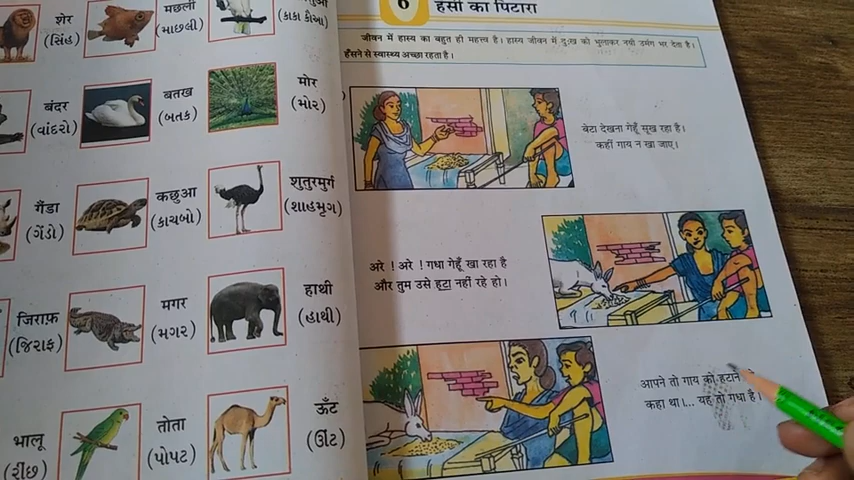 शेर
(સિંહ)
मछली
(માછલી)
(કાકા કૌઆ)
बंदर
(વાંદરો)
बतख
(બતક)
मोर
(મોર)
गैंडा
(ગેંડો)
कछुआ
(કાચબો)
शुतुरमुर्ग
(શાહમૃગ)
जिराफ़
(જિરાફ)
मगर
(મગર)
हाथी
(હાથી)
भालू
(રીંછ)
तोता
(પોપટ)
ऊँट
(ઊંટ)
6 हँसी का पिटारा
जीवन में हास्य का बहुत ही महत्त्व है। हास्य जीवन में दुःख को भुलाकर नयी उमंग भर देता है।
हँसने से स्वास्थ्य अच्छा रहता है।
बेटा देखना गेहूँ सूख रहा है।
कहीं गाय न खा जाए।
अरे ! अरे ! गधा गेहूँ खा रहा है
और तुम उसे हटा नहीं रहे हो।
आपने तो गाय को हटाने
कहा था।... यह तो गधा है।